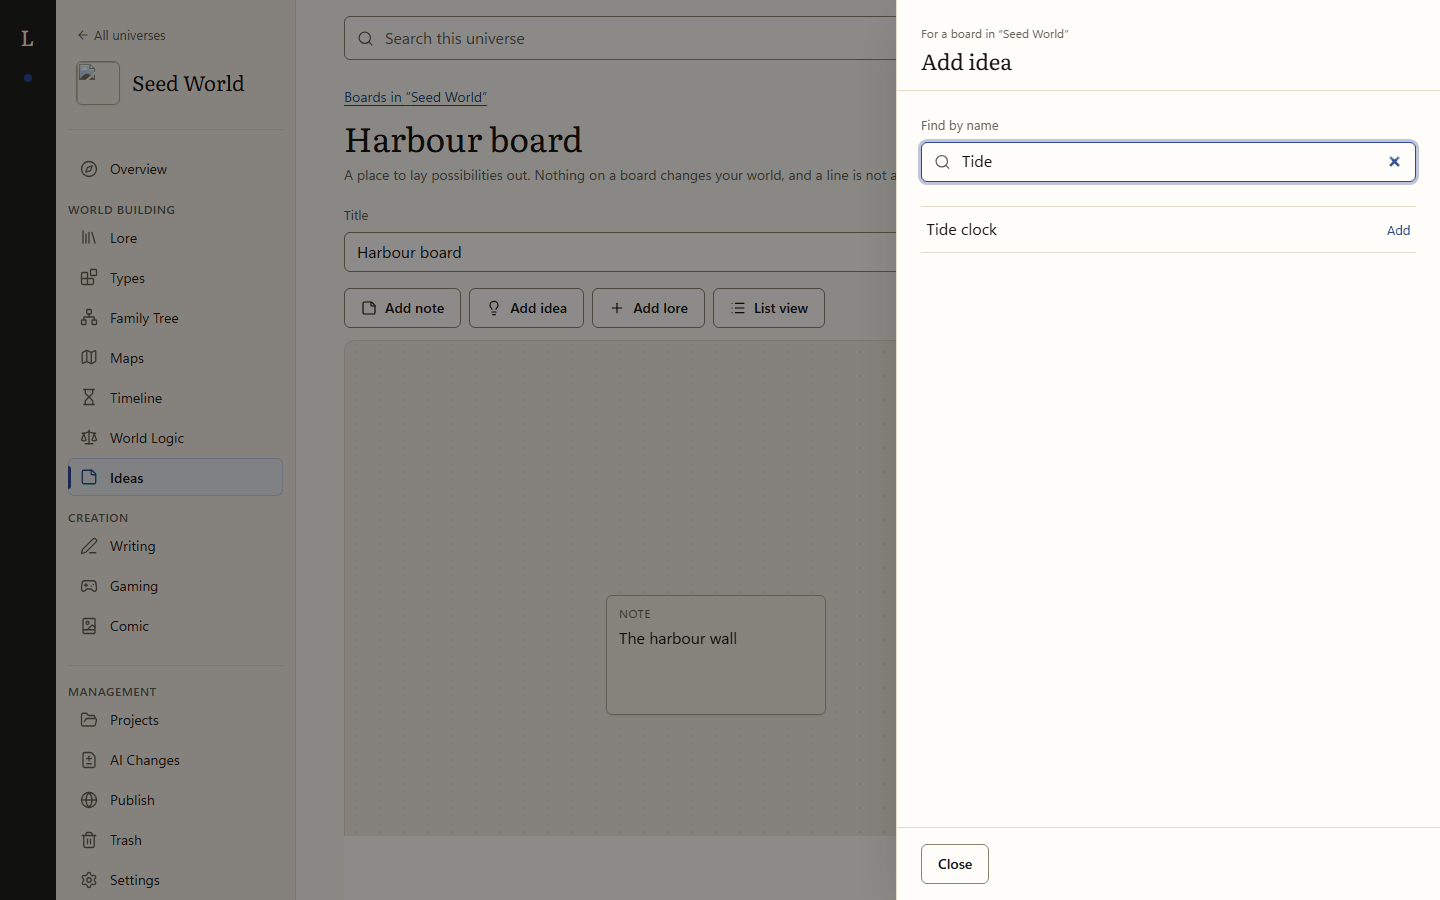 L
All universes
Seed World
Overview
WORLD BUILDING
Lore
Types
Family Tree
Maps
Timeline
World Logic
Ideas
CREATION
Writing
Gaming
Comic
MANAGEMENT
Projects
AI Changes
Publish
Trash
Settings
Search this universe
Boards in “Seed World”
Harbour board
A place to lay possibilities out. Nothing on a board changes your world, and a line is not a
Title
Harbour board
Add note
Add idea
Add lore
List view
NOTE
The harbour wall
For a board in “Seed World”
Add idea
Find by name
Tide
Tide clock
Add
Close